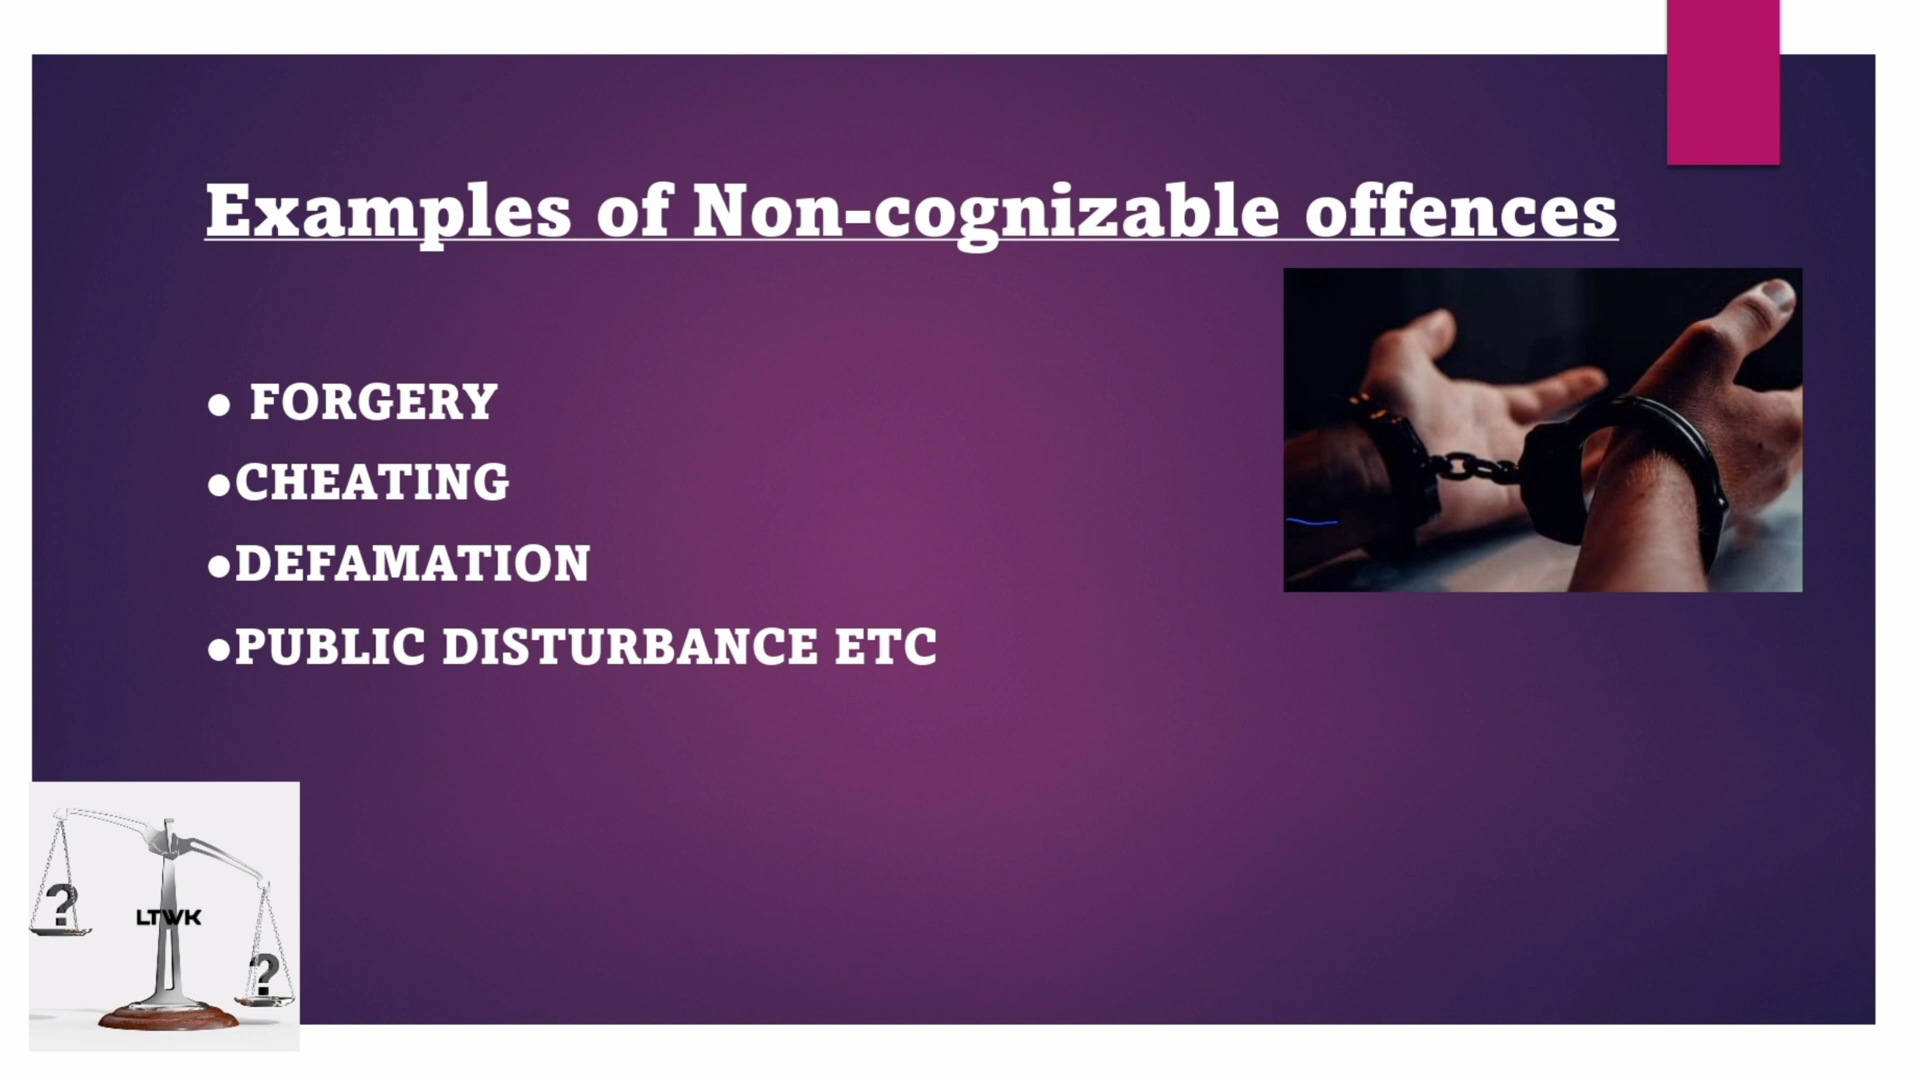 Examples of Non-cognizable offences
• FORGERY
•CHEATING
•DEFAMATION
•PUBLIC DISTURBANCE ETC
?
LTWK
?